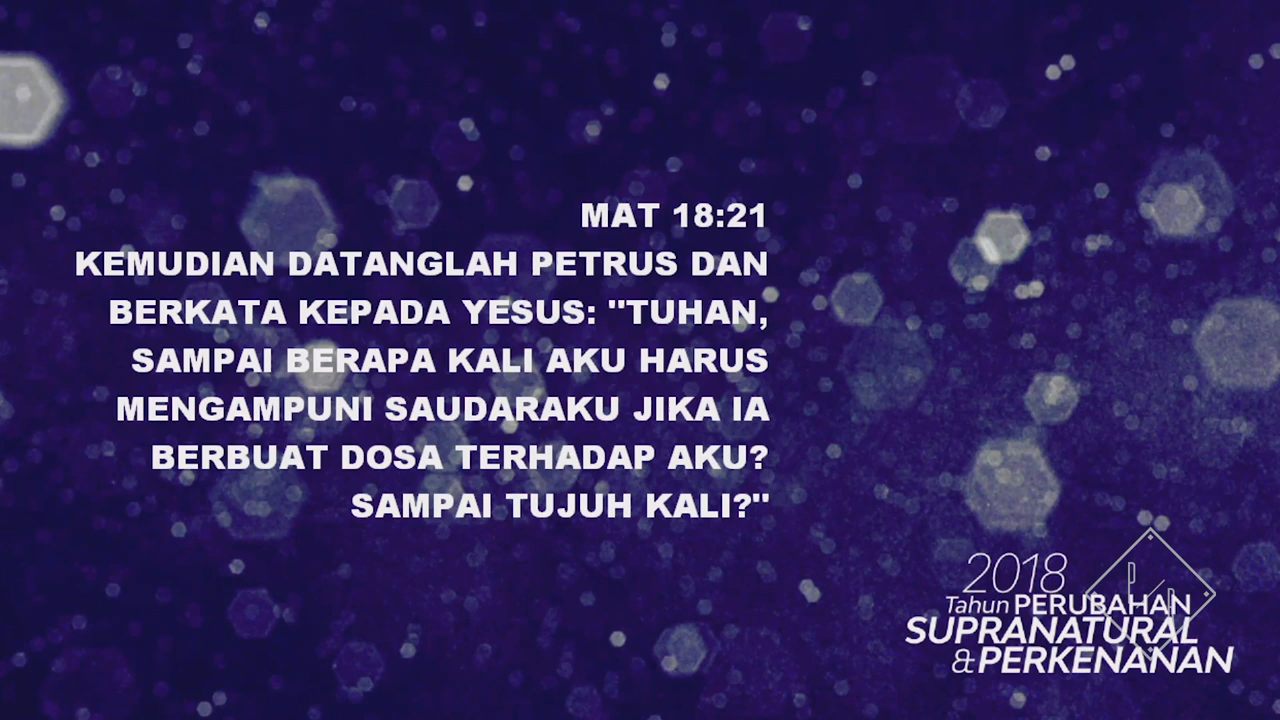 MAT 18:21
KEMUDIAN DATANGLAH PETRUS DAN
BERKATA KEPADA YESUS: "TUHAN,
SAMPAI BERAPA KALI AKU HARUS
MENGAMPUNI SAUDARAKU JIKA IA
BERBUAT DOSA TERHADAP AKU?
SAMPAI TUJUH KALI?"
2018
Tahun PERUBAHAN
SUPRANATURAL
& PERKENANAN